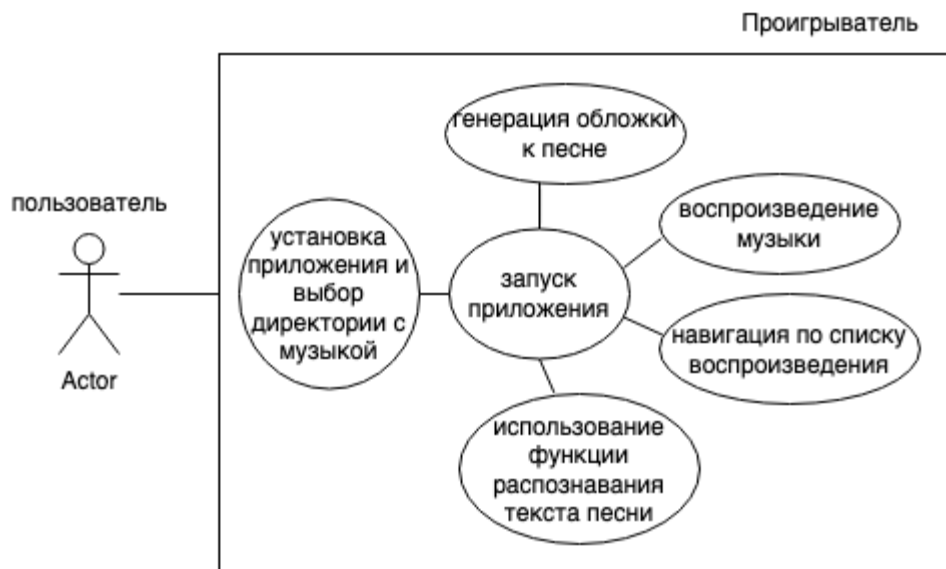 Проигрыватель
генерация обложки
к песне
пользователь
Actor
установка
приложения и
выбор
директории с
музыкой
запуск
приложения
воспроизведение
музыки
навигация по списку
воспроизведения
использование
функции
распознавания
текста песни